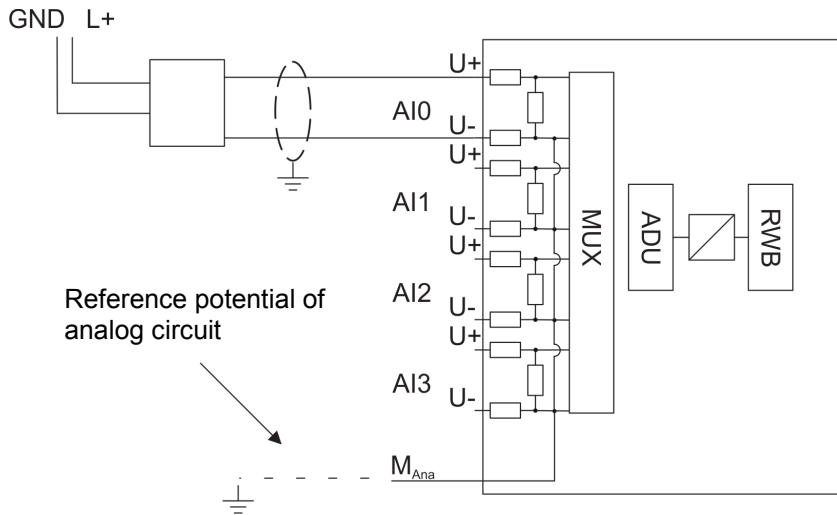 GND L+
U+
AI0
U-
U+
AI1
U-
U+
AI2
U-
U+
AI3
U-
MUX
ADU
RWB
Reference potential of
analog circuit
MAna